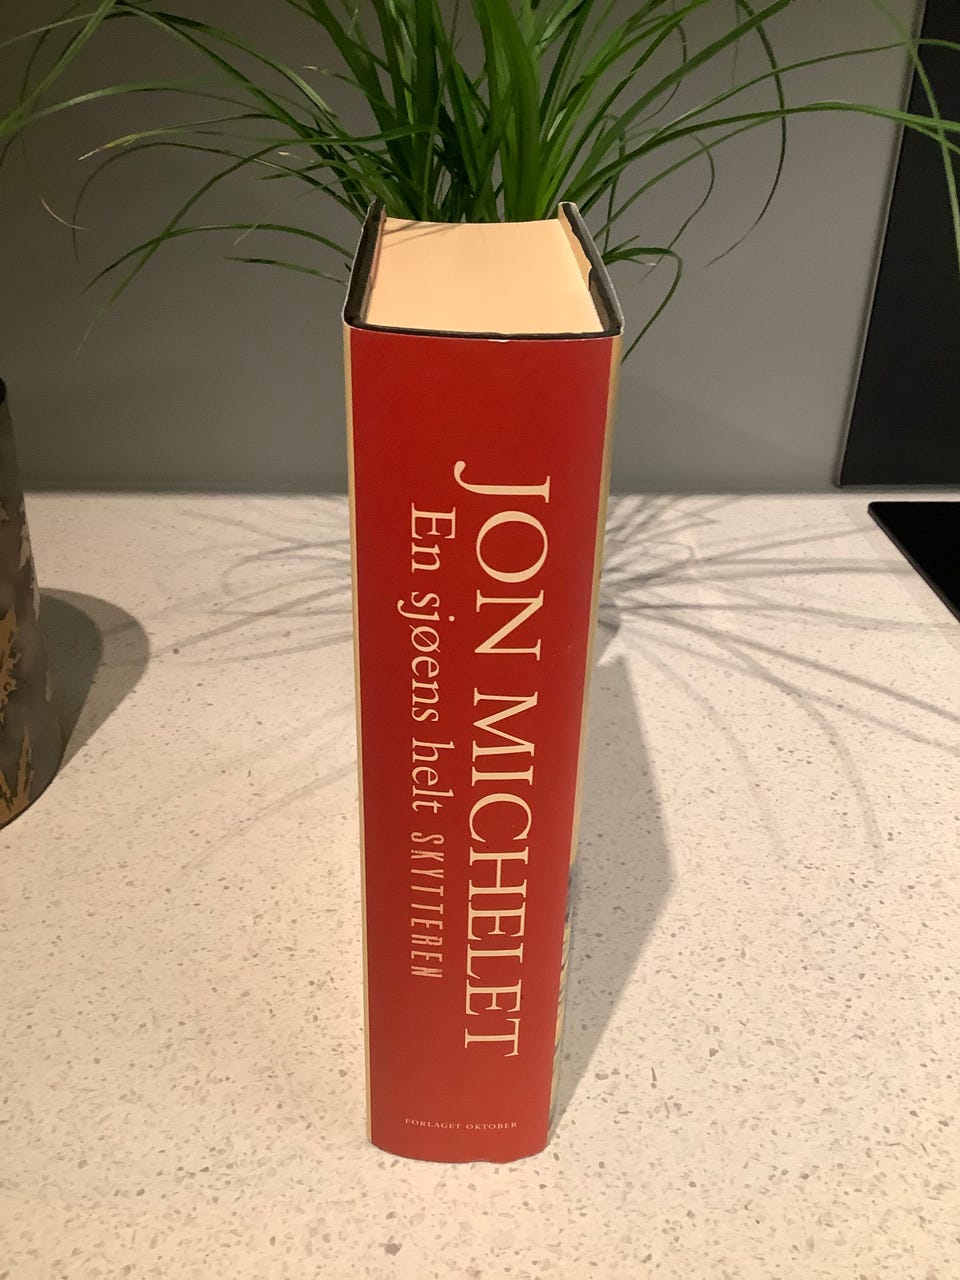 JON MICHELET
En sjøens helt SKYTTEREN
FORLAGET OKTOBER